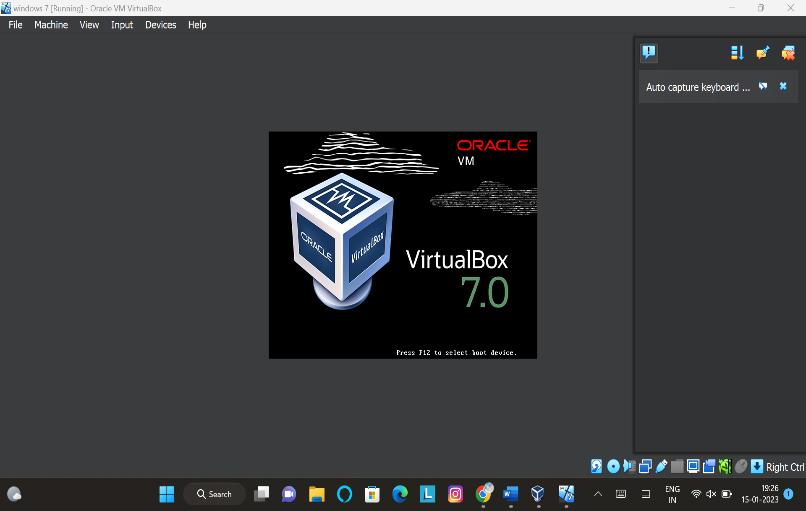 windows 7 [Running] - Oracle VM VirtualBox
File Machine View Input Devices Help
Auto capture keyboard ...
ORACLE
VM
ORACLE
VirtualBox
VirtualBox
7.0
Press F12 to select boot device.
Right Ctrl
Search
L
W
ENG
IN
19:26
15-01-2023
1